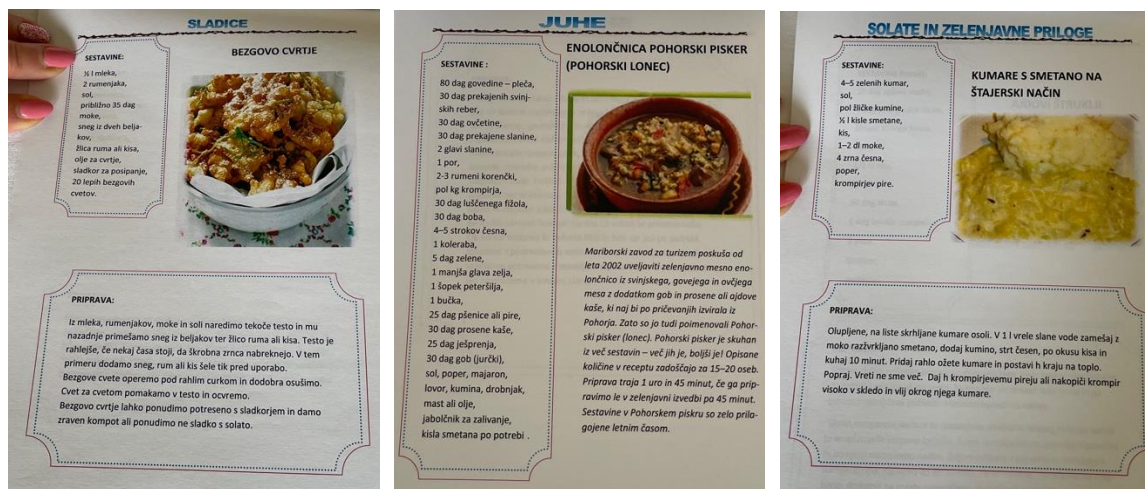 SLADICE
BEZGOVO CVRTJE
SESTAVINE:
½ l mleka,
2 rumenjaka,
sol,
približno 35 dag
moke,
sneg iz dveh belja-
kov,
žlica ruma ali kisa,
olje za cvrtje,
sladkor za posipanje,
20 lepih bezgovih
cvetov.
PRIPRAVA:
Iz mleka, rumenjakov, moke in soli naredimo tekoče testo in mu
nazadnje primešamo sneg iz beljakov ter žlico ruma ali kisa. Testo je
rahlejše, če nekaj časa stoji, da škrobna zrnca nabreknejo. V tem
primeru dodamo sneg, rum ali kis šele tik pred uporabo.
Bezgove cvete operemo pod rahlim curkom in dodobra osušimo.
Cvet za cvetom pomakamo v testo in ocvremo.
Bezgovo cvrtje lahko ponudimo potreseno s sladkorjem in damo
zraven kompot ali ponudimo ne sladko s solato.
JUHE
ENOLONČNICA POHORSKI PISKER
(POHORSKI LONEC)
SESTAVINE :
80 dag govedine – pleča,
30 dag prekajenih svinj-
skih reber,
30 dag ovčetine,
30 dag prekajene slanine,
2 glavi slanine,
1 por,
2-3 rumeni korenčki,
pol kg krompirja,
30 dag luščenega fižola,
30 dag boba,
4–5 strokov česna,
1 koleraba,
5 dag zelene,
1 manjša glava zelja,
1 šopek peteršilja,
1 bučka,
25 dag pšenice ali pire,
30 dag prosene kaše,
25 dag ješprenja,
30 dag gob (jurčki),
sol, poper, majaron,
lovor, kumina, drobnjak,
mast ali olje,
jabolčnik za zalivanje,
kisla smetana po potrebi .
Mariborski zavod za turizem poskuša od
leta 2002 uveljaviti zelenjavno mesno eno-
lončnico iz svinjskega, govejega in ovčjega
mesa z dodatkom gob in prosene ali ajdove
kaše, ki naj bi po pričevanjih izvirala iz
Pohorja. Zato so jo tudi poimenovali Pohor-
ski pisker (lonec). Pohorski pisker je skuhan
iz več sestavin – več jih je, boljši je! Opisane
količine v receptu zadoščajo za 15–20 oseb.
Priprava traja 1 uro in 45 minut, če ga prip-
ravimo le v zelenjavni izvedbi pa 45 minut.
Sestavine v Pohorskem piskru so zelo prila-
gojene letnim časom.
SOLATE IN ZELENJAVNE PRILOGE
KUMARE S SMETANO NA
ŠTAJERSKI NAČIN
SESTAVINE:
4–5 zelenih kumar,
sol,
pol žličke kumine,
½ l kisle smetane,
kis,
1–2 dl moke,
4 zrna česna,
poper,
krompirjev pire.
PRIPRAVA:
Olupljene, na liste skrhljane kumare osoli. V 1 l vrele slane vode zamešaj z
moko razžvrkljano smetano, dodaj kumino, strt česen, po okusu kisa in
kuhaj 10 minut. Pridaj rahlo ožete kumare in postavi h kraju na toplo.
Popraj. Vreti ne sme več. Daj h krompirjevemu pireju ali nakopiči krompir
visoko v skledo in vlij okrog njega kumare.